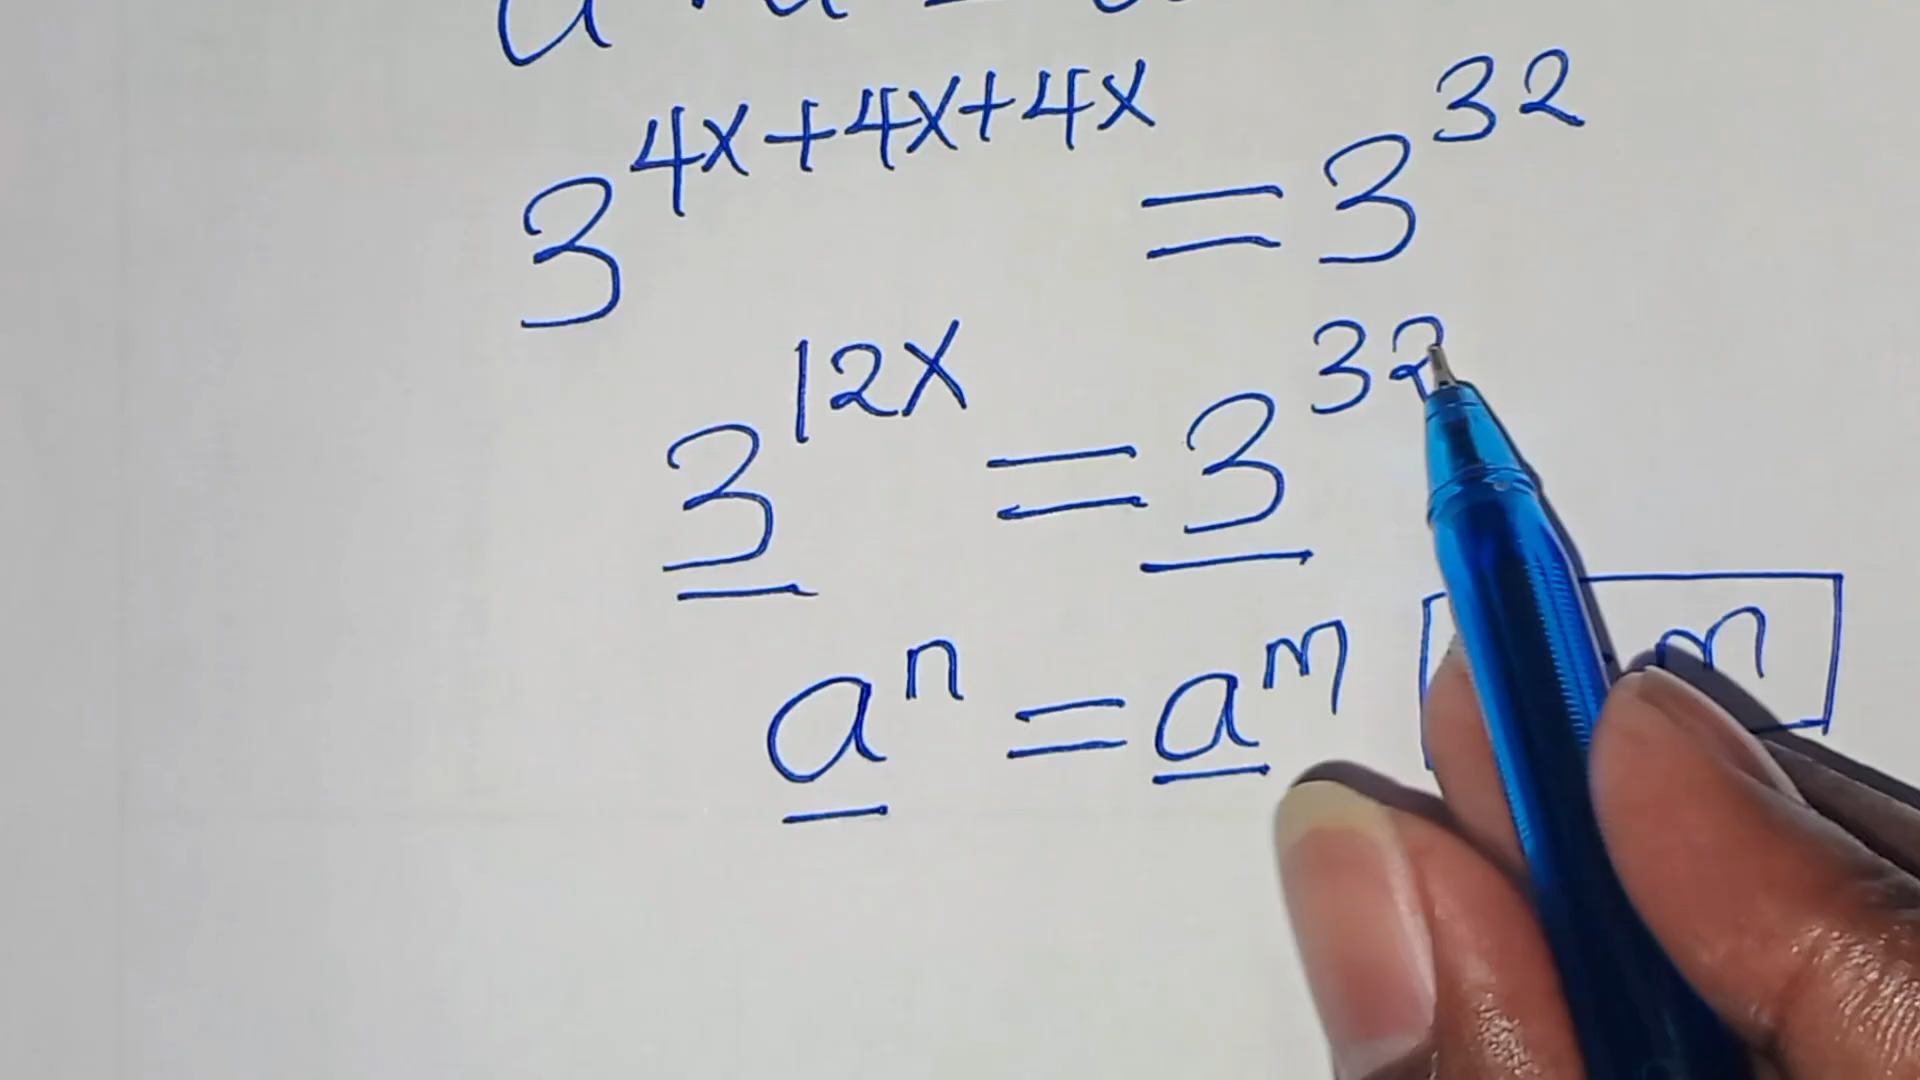 3^{4x+4x+4x} = 3^{32}
3^{12x} = 3^{32}
a^n = a^m m